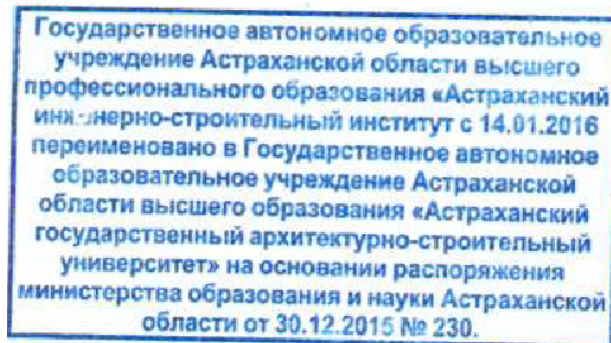 Государственное автономное образовательное
учреждение Астраханской области высшего
профессионального образования «Астраханский
инженерно-строительный институт с 14.01.2016
переименовано в Государственное автономное
образовательное учреждение Астраханской
области высшего образования «Астраханский
государственный архитектурно-строительный
университет» на основании распоряжения
министерства образования и науки Астраханской
области от 30.12.2015 № 230.